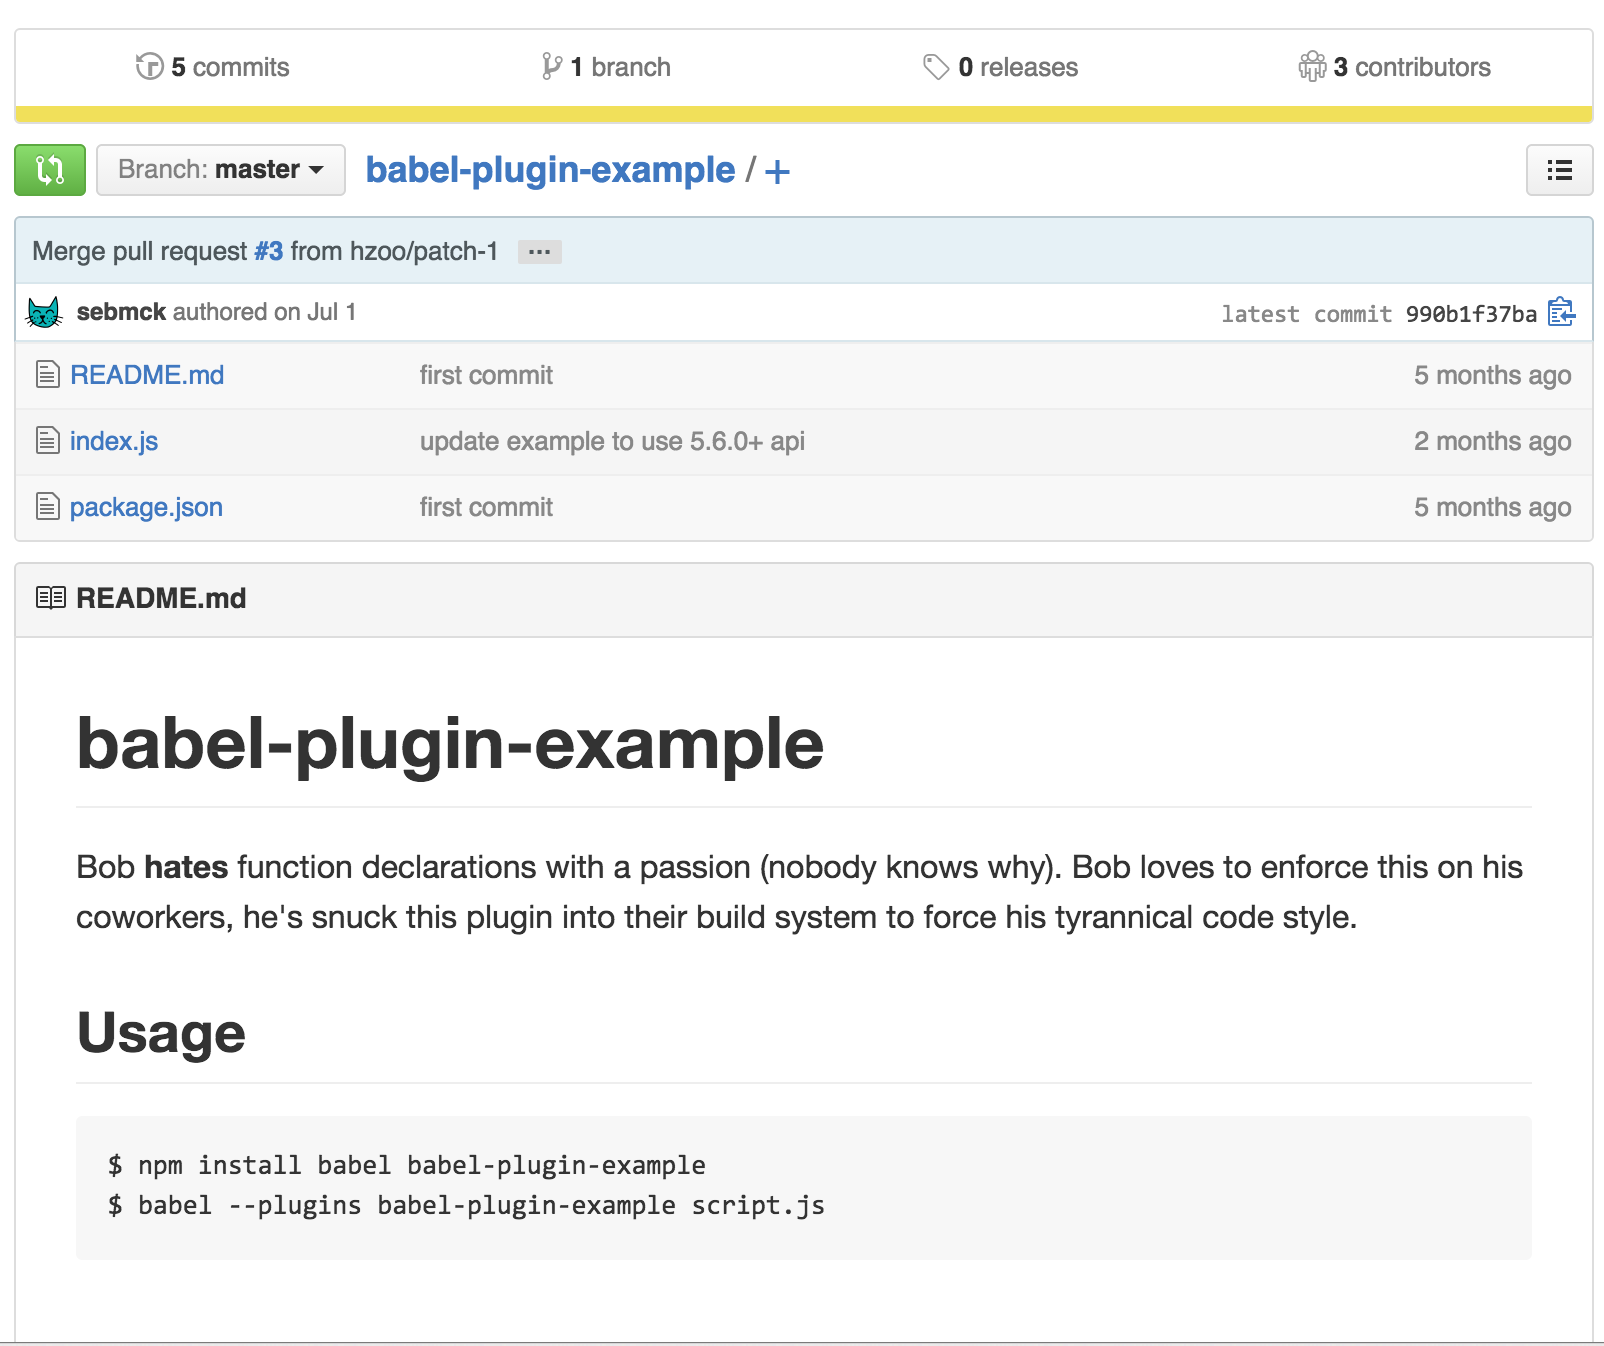 5 commits 1 branch 0 releases 3 contributors
Branch: master babel-plugin-example / +
Merge pull request #3 from hzoo/patch-1 ...
sebmck authored on Jul 1 latest commit 990b1f37ba
README.md first commit 5 months ago
index.js update example to use 5.6.0+ api 2 months ago
package.json first commit 5 months ago
README.md
babel-plugin-example
Bob hates function declarations with a passion (nobody knows why). Bob loves to enforce this on his
coworkers, he's snuck this plugin into their build system to force his tyrannical code style.
Usage
$ npm install babel babel-plugin-example
$ babel --plugins babel-plugin-example script.js